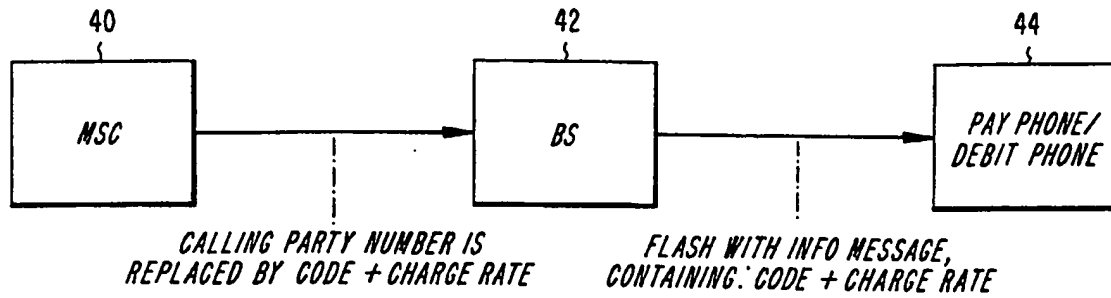 40
42
44
MSC
BS
PAY PHONE/
DEBIT PHONE
CALLING PARTY NUMBER IS
REPLACED BY CODE + CHARGE RATE
FLASH WITH INFO MESSAGE,
CONTAINING: CODE + CHARGE RATE